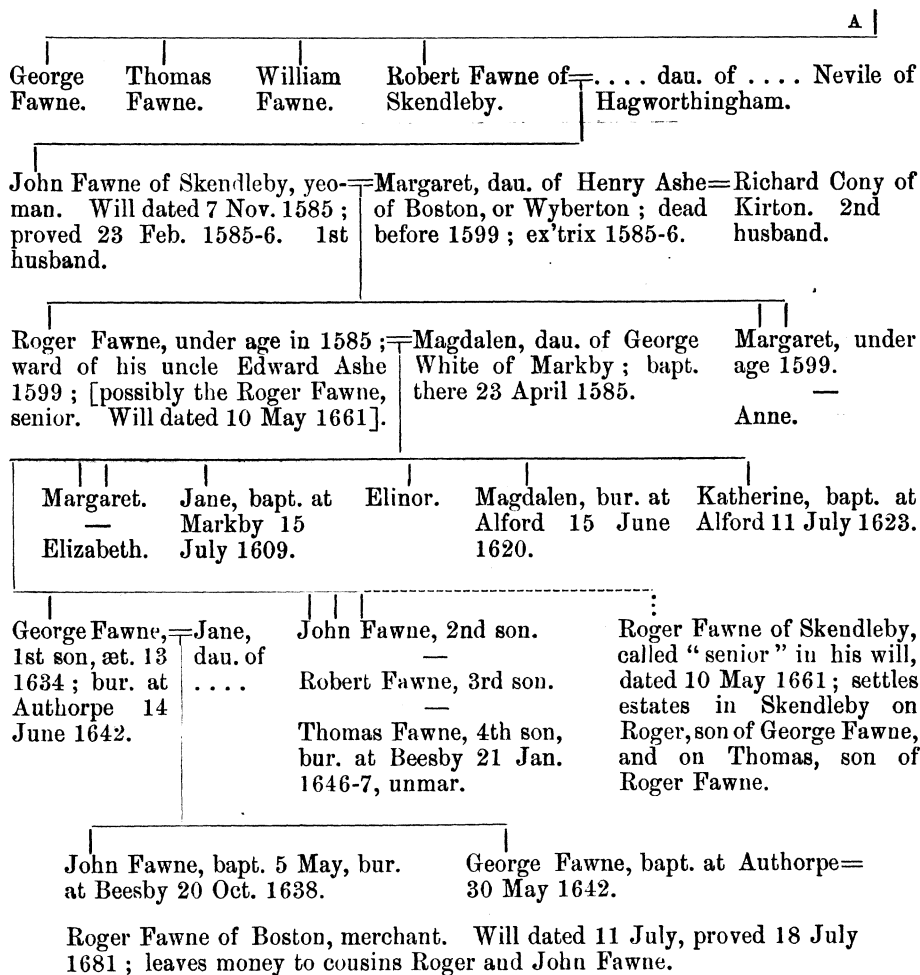 A
George Fawne.
Thomas Fawne.
William Fawne.
Robert Fawne of
Skendleby.
. . . . dau. of . . . . Nevile of
Hagworthingham.
John Fawne of Skendleby, yeo-
man. Will dated 7 Nov. 1585 ;
proved 23 Feb. 1585-6. 1st
husband.
Margaret, dau. of Henry Ashe
of Boston, or Wyberton ; dead
before 1599 ; ex'trix 1585-6.
Richard Cony of
Kirton. 2nd
husband.
Roger Fawne, under age in 1585 ;
ward of his uncle Edward Ashe
1599 ; [possibly the Roger Fawne,
senior. Will dated 10 May 1661].
Magdalen, dau. of George
White of Markby ; bapt.
there 23 April 1585.
Margaret, under
age 1599.
—
Anne.
Margaret.
—
Elizabeth.
Jane, bapt. at
Markby 15
July 1609.
Elinor.
Magdalen, bur. at
Alford 15 June
1620.
Katherine, bapt. at
Alford 11 July 1623.
George Fawne,
1st son, æt. 13
1634 ; bur. at
Authorpe 14
June 1642.
Jane,
dau. of
. . . .
John Fawne, 2nd son.
—
Robert Fawne, 3rd son.
—
Thomas Fawne, 4th son,
bur. at Beesby 21 Jan.
1646-7, unmar.
Roger Fawne of Skendleby,
called “ senior ” in his will,
dated 10 May 1661 ; settles
estates in Skendleby on
Roger, son of George Fawne,
and on Thomas, son of
Roger Fawne.
John Fawne, bapt. 5 May, bur.
at Beesby 20 Oct. 1638.
George Fawne, bapt. at Authorpe=
30 May 1642.
Roger Fawne of Boston, merchant. Will dated 11 July, proved 18 July
1681 ; leaves money to cousins Roger and John Fawne.